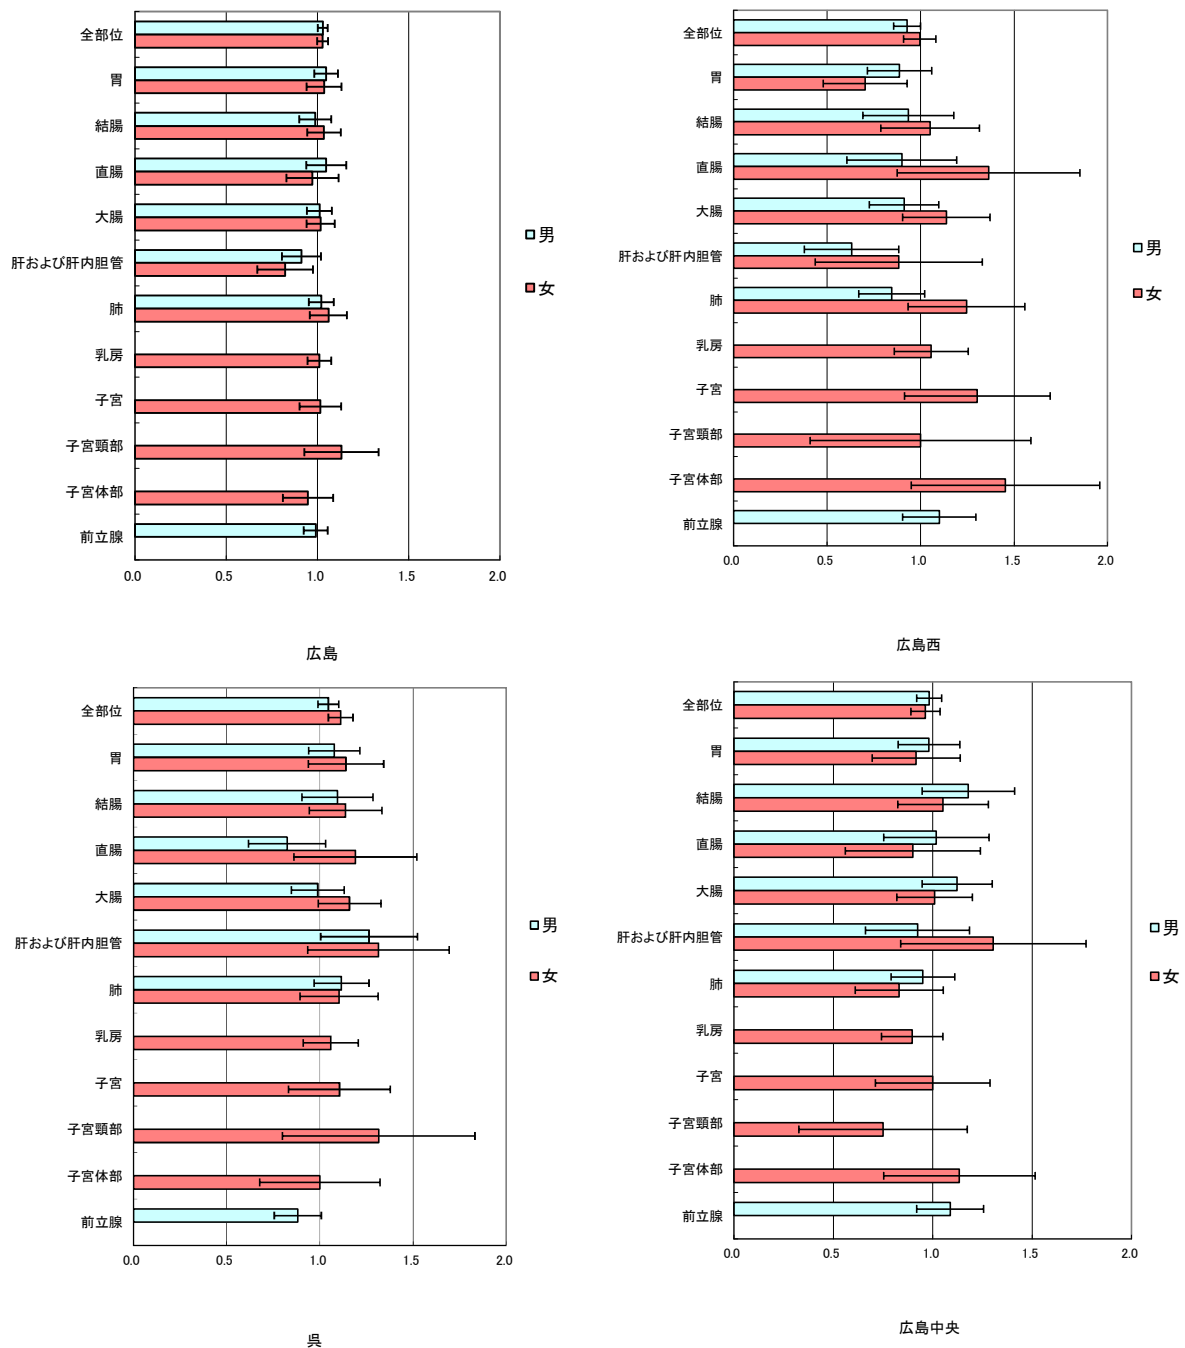 全部位
胃
結腸
直腸
大腸
肝および肝内胆管
肺
乳房
子宮
子宮頸部
子宮体部
前立腺
0.0 0.5 1.0 1.5 2.0
男
女
広島
全部位
胃
結腸
直腸
大腸
肝および肝内胆管
肺
乳房
子宮
子宮頸部
子宮体部
前立腺
0.0 0.5 1.0 1.5 2.0
男
女
広島西
全部位
胃
結腸
直腸
大腸
肝および肝内胆管
肺
乳房
子宮
子宮頸部
子宮体部
前立腺
0.0 0.5 1.0 1.5 2.0
男
女
呉
全部位
胃
結腸
直腸
大腸
肝および肝内胆管
肺
乳房
子宮
子宮頸部
子宮体部
前立腺
0.0 0.5 1.0 1.5 2.0
男
女
広島中央